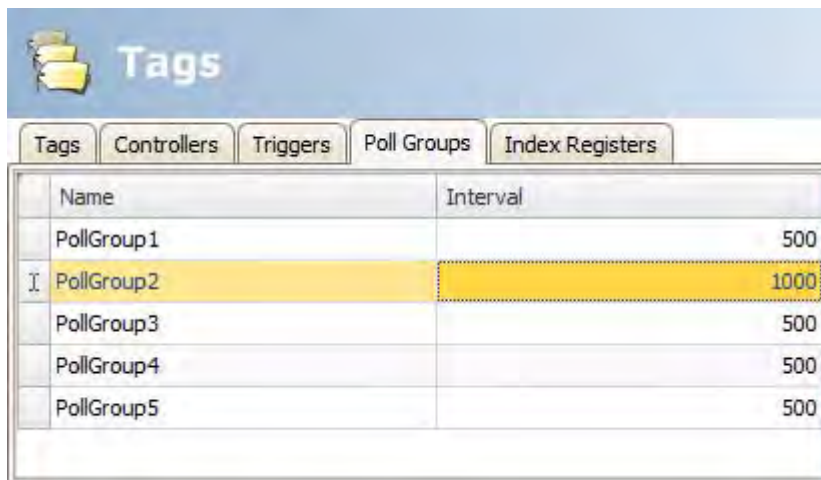 Tags
Tags Controllers Triggers Poll Groups Index Registers
Name Interval
PollGroup1 500
PollGroup2 1000
PollGroup3 500
PollGroup4 500
PollGroup5 500